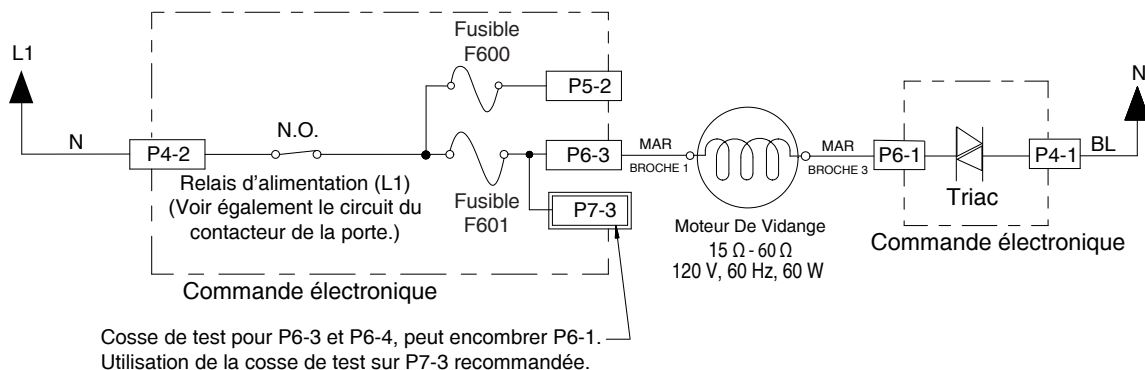 L1
N
P4-2
N.O.
Relais d'alimentation (L1)
(Voir également le circuit du
contacteur de la porte.)
Fusible
F600
P5-2
Fusible
F601
P6-3
P7-3
Commande électronique
MAR
BROCHE 1
Moteur De Vidange
15 Ω - 60 Ω
120 V, 60 Hz, 60 W
MAR
BROCHE 3
P6-1
Triac
P4-1
Commande électronique
BL
N
Cosse de test pour P6-3 et P6-4, peut encombrer P6-1.
Utilisation de la cosse de test sur P7-3 recommandée.